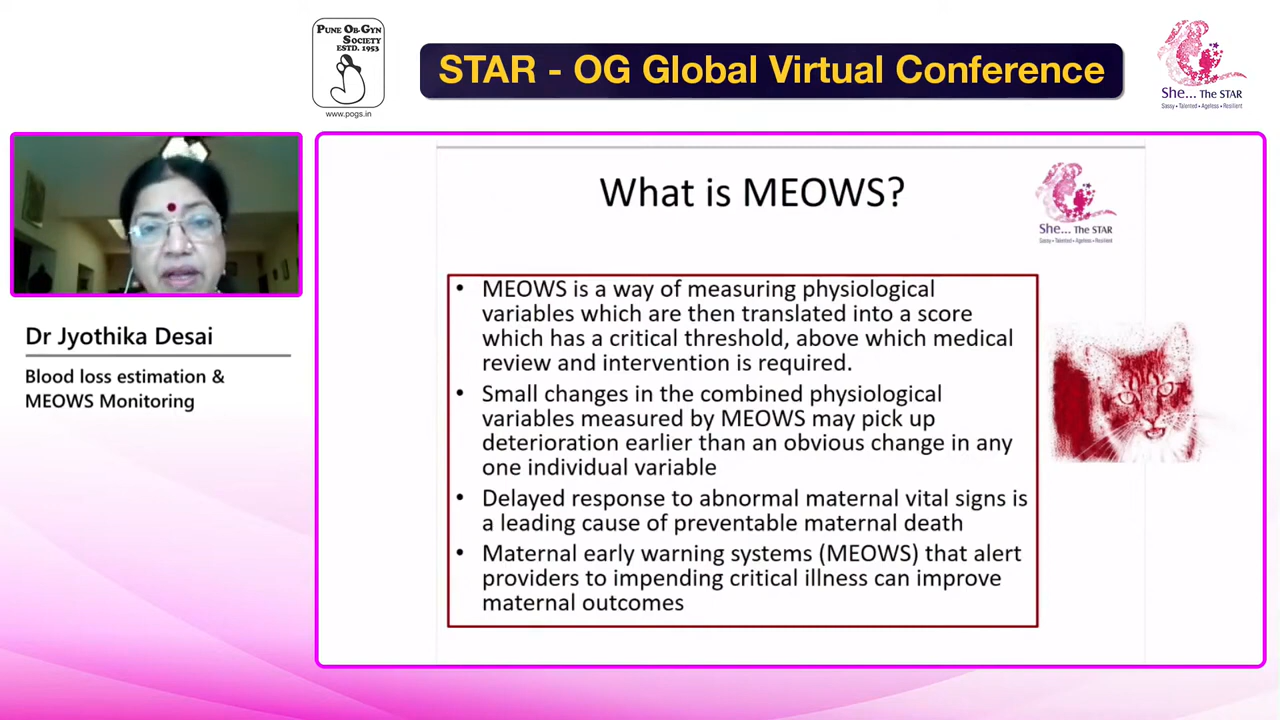 PUNE OB-GYN
SOCIETY
ESTD. 1953
www.pogs.in
STAR - OG Global Virtual Conference
She... The STAR
Sassy • Talented • Ageless • Resilient
Dr Jyothika Desai
Blood loss estimation &
MEOWS Monitoring
What is MEOWS?
She... The STAR
Sassy • Talented • Ageless • Resilient
• MEOWS is a way of measuring physiological
variables which are then translated into a score
which has a critical threshold, above which medical
review and intervention is required.
• Small changes in the combined physiological
variables measured by MEOWS may pick up
deterioration earlier than an obvious change in any
one individual variable
• Delayed response to abnormal maternal vital signs is
a leading cause of preventable maternal death
• Maternal early warning systems (MEOWS) that alert
providers to impending critical illness can improve
maternal outcomes